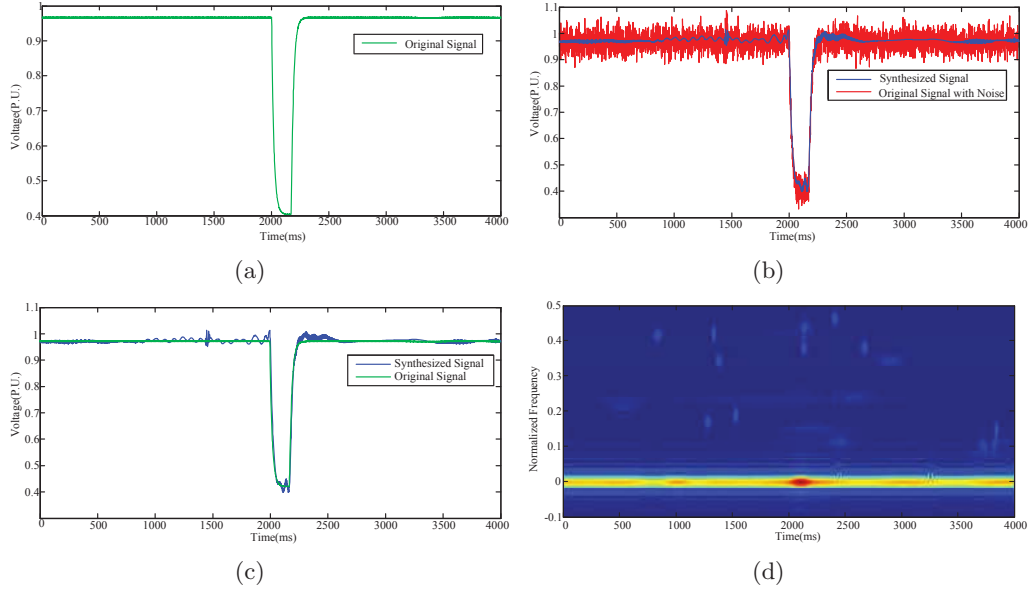 1
0.9
0.8
0.7
0.6
0.5
0.4
Voltage(P.U.)
Original Signal
0 500 1000 1500 2000 2500 3000 3500 4000
Time(ms)
(a)
1.1
1
0.9
0.8
0.7
0.6
0.5
0.4
Voltage(P.U.)
Synthesized Signal
Original Signal with Noise
0 500 1000 1500 2000 2500 3000 3500 4000
Time(ms)
(b)
1.1
1
0.9
0.8
0.7
0.6
0.5
0.4
Voltage(P.U.)
Synthesized Signal
Original Signal
0 500 1000 1500 2000 2500 3000 3500 4000
Time(ms)
(c)
0.5
0.4
0.3
0.2
0.1
0
-0.1
Normalized Frequency
0 500 1000 1500 2000 2500 3000 3500 4000
Time(ms)
(d)